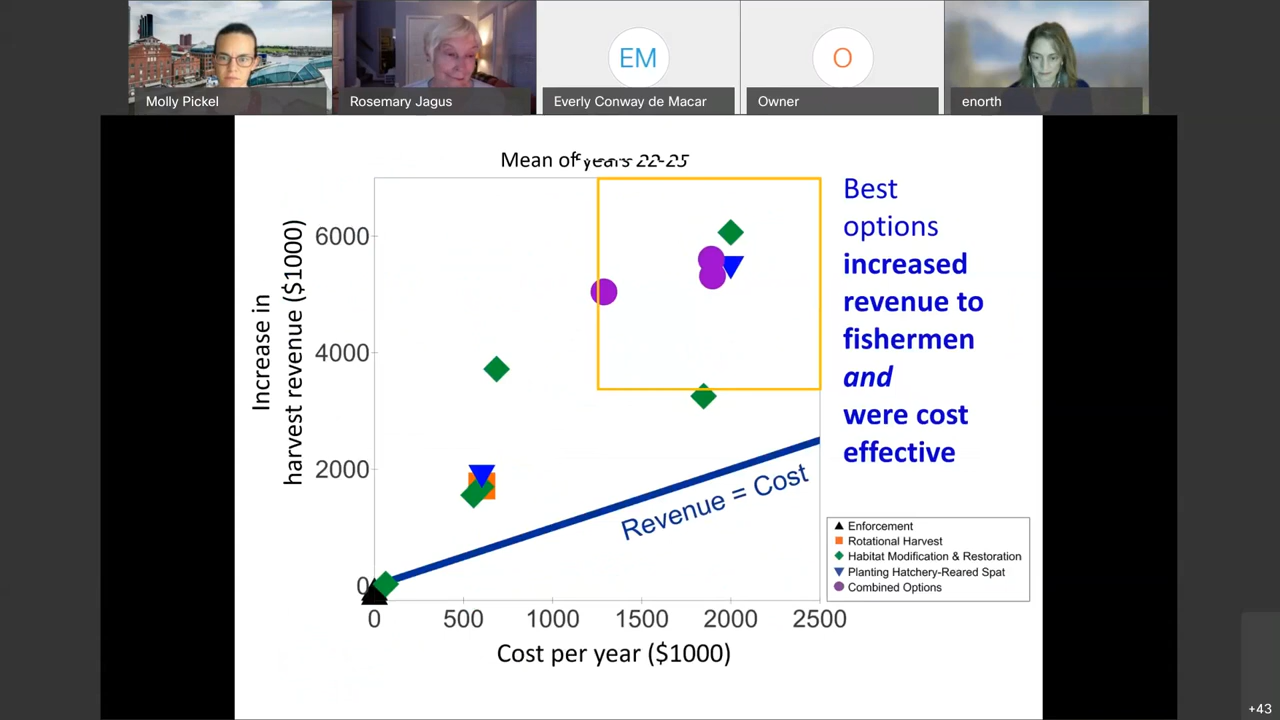 Molly Pickel
Rosemary Jagus
EM
Everly Conway de Macar
O
Owner
enorth
Mean of years 22-25
Increase in
harvest revenue ($1000)
6000
4000
2000
0
Revenue = Cost
0 500 1000 1500 2000 2500
Cost per year ($1000)
Best
options
increased
revenue to
fishermen
and
were cost
effective
Enforcement
Rotational Harvest
Habitat Modification & Restoration
Planting Hatchery-Reared Spat
Combined Options
+43